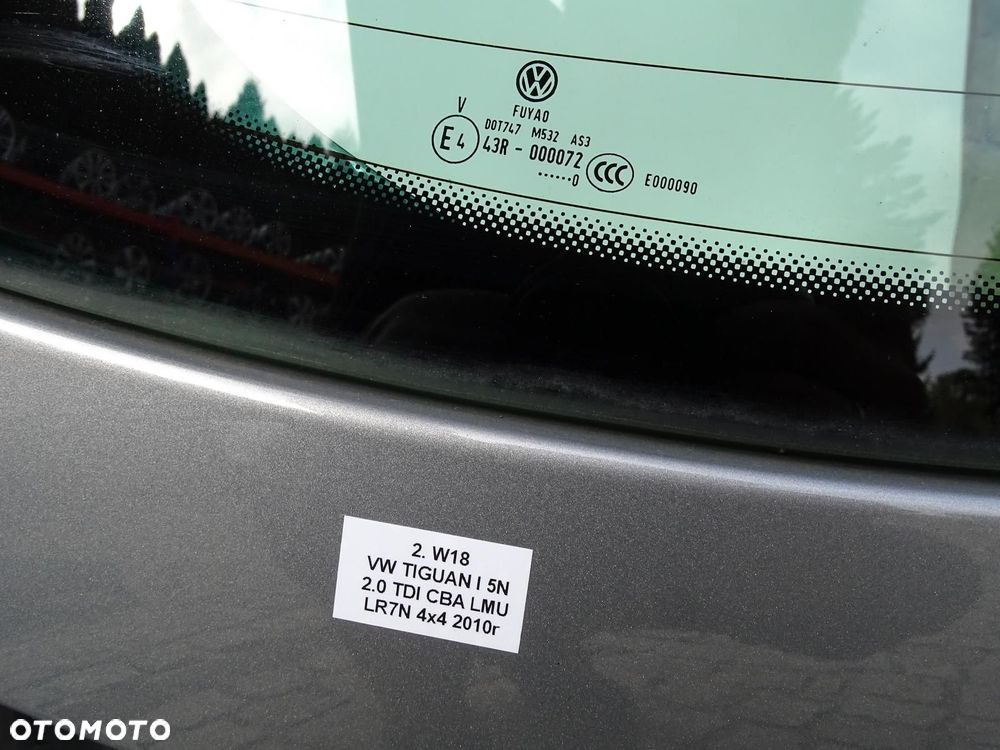 FUYAO
DOT747 M532 AS3
V
E4 43R - 000072
CCC E000090
......0
2. W18
VW TIGUAN I 5N
2.0 TDI CBA LMU
LR7N 4x4 2010r
OTOMOTO